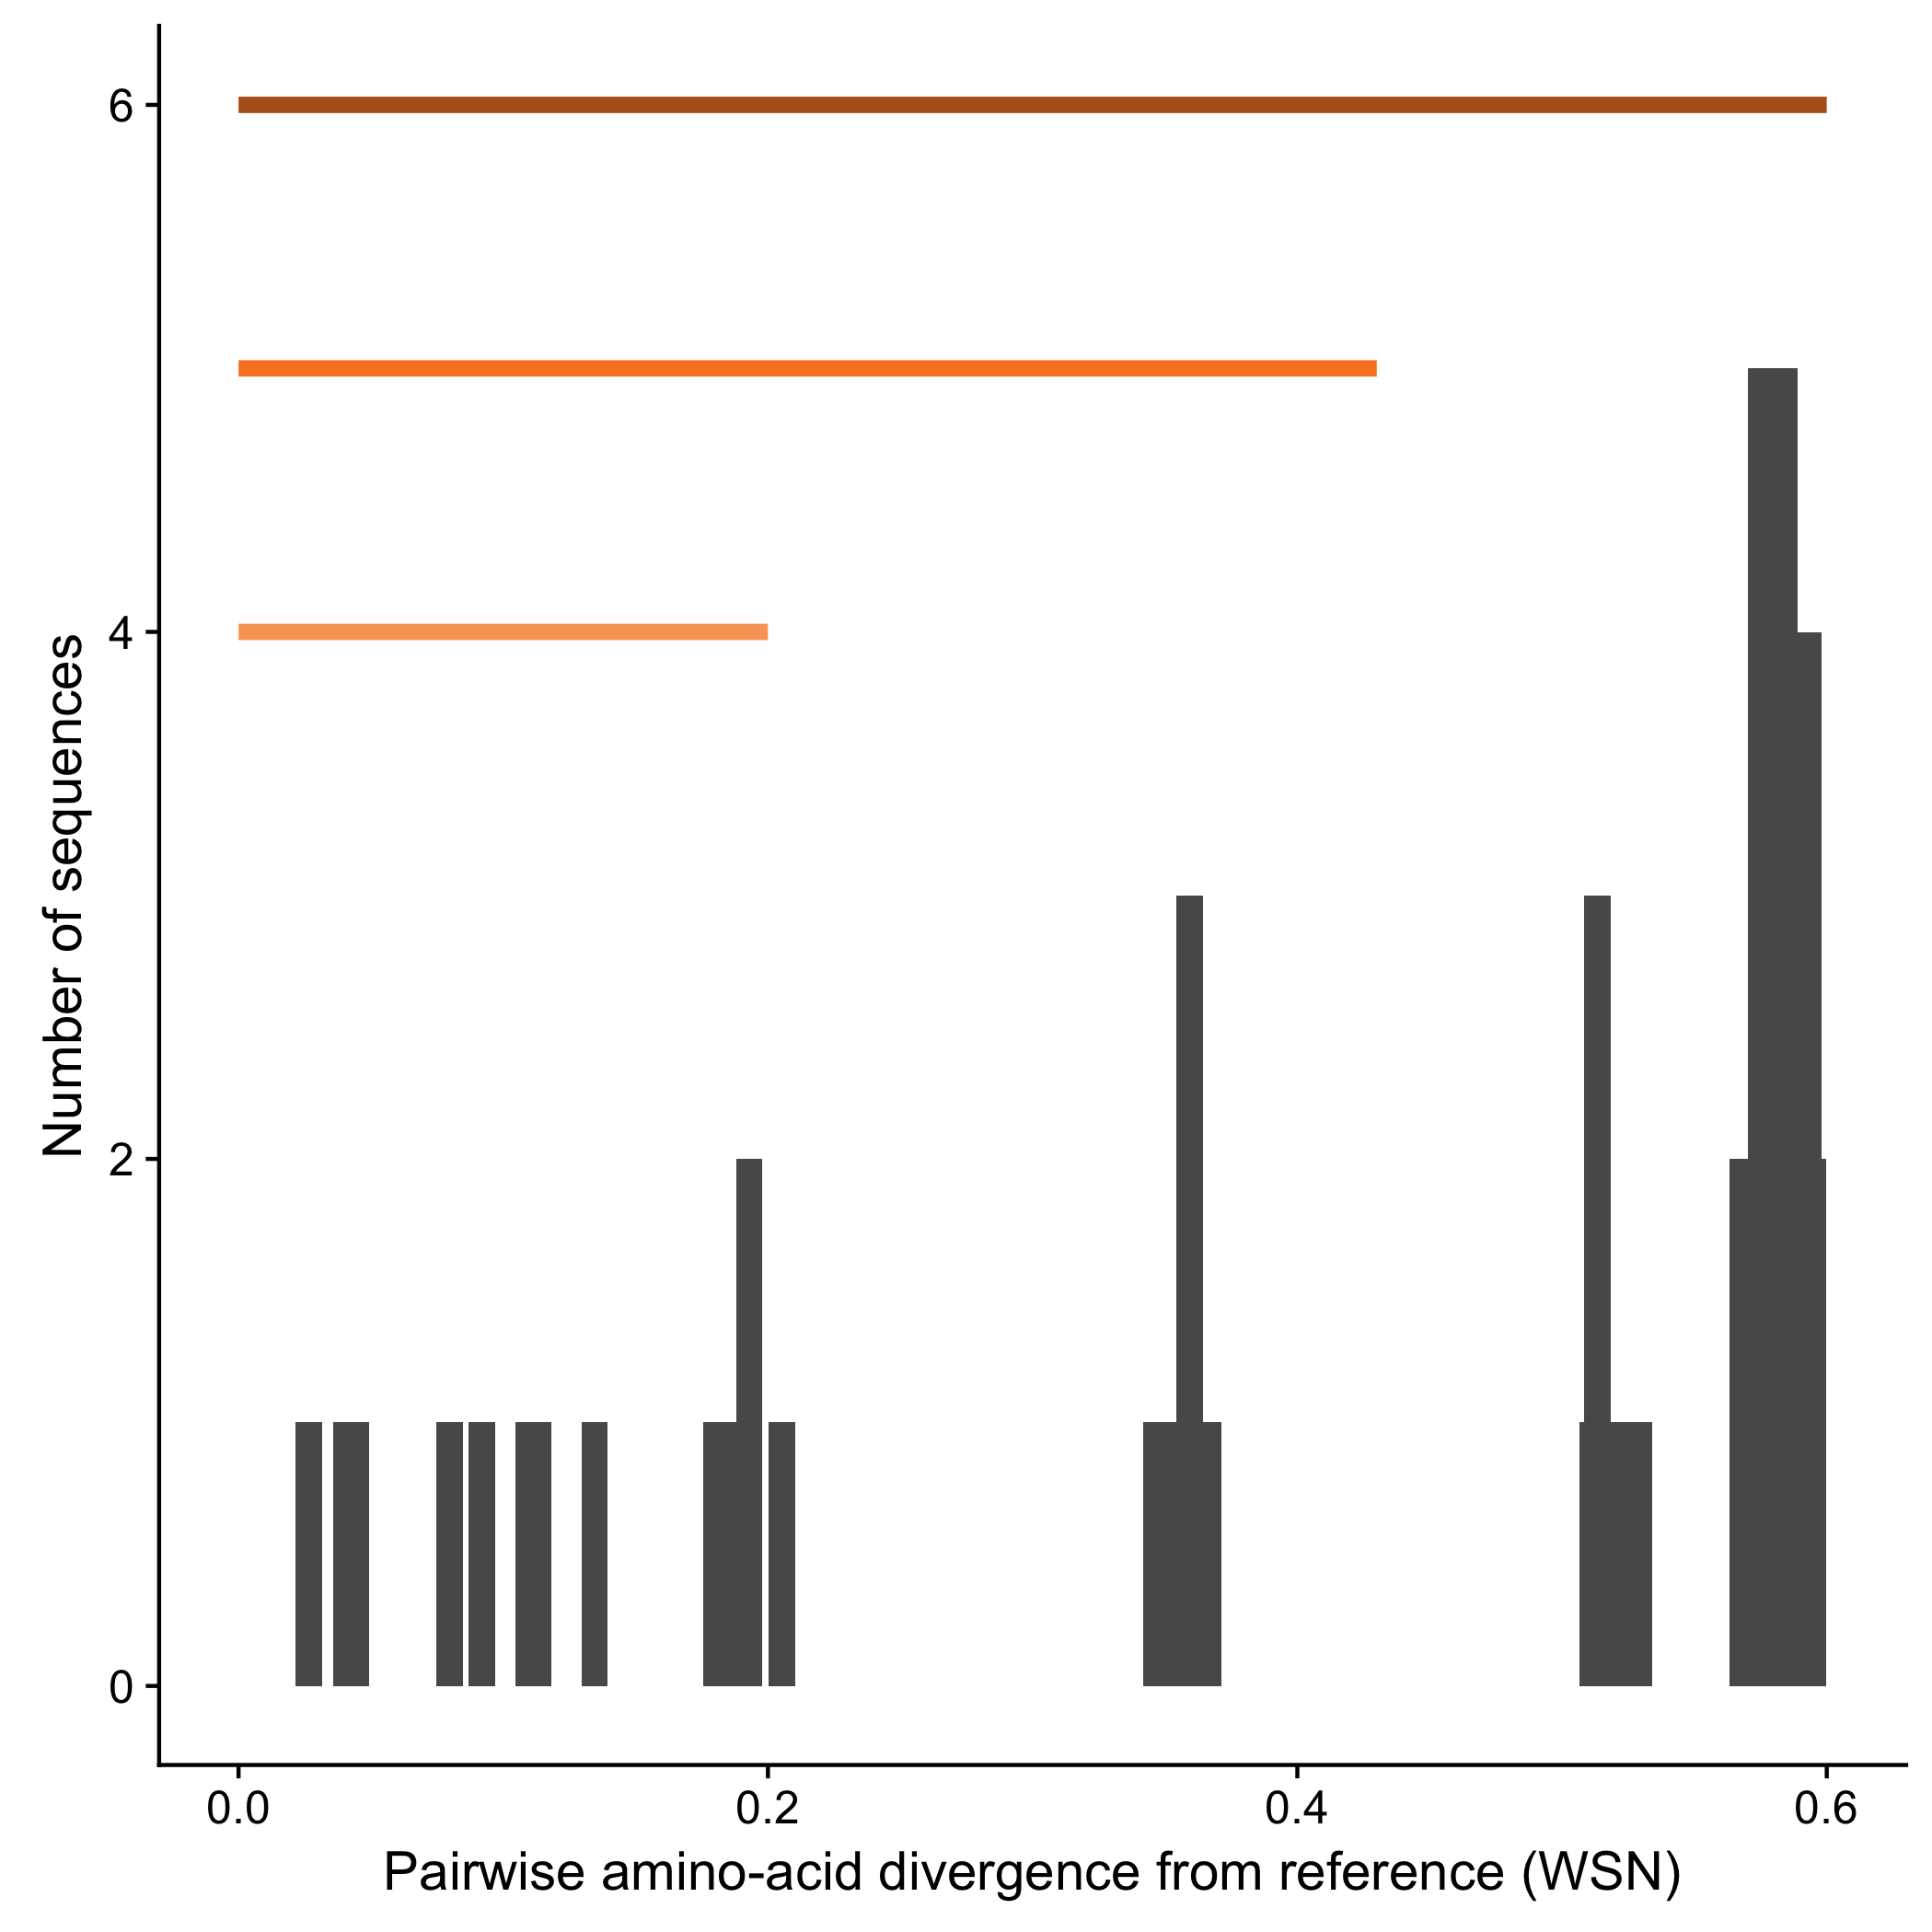 6
4
2
0
Number of sequences
0.0 0.2 0.4 0.6
Pairwise amino-acid divergence from reference (WSN)